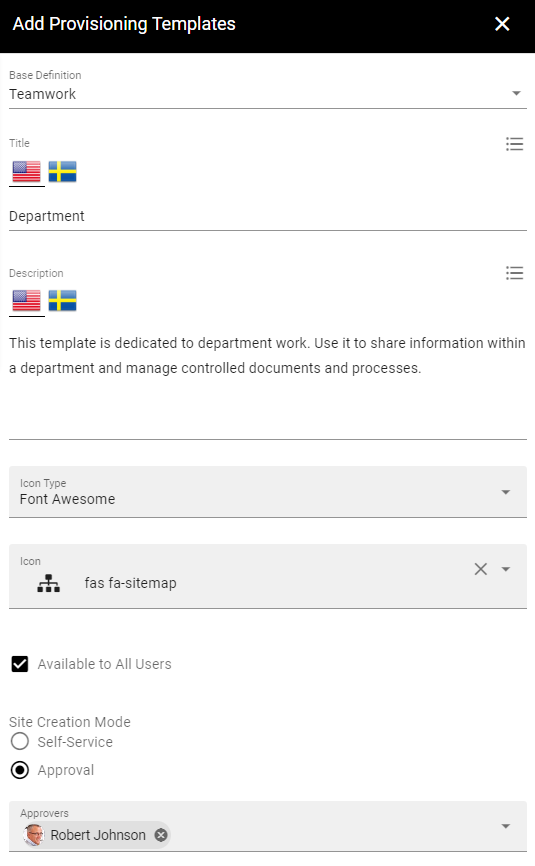 Add Provisioning Templates
Base Definition
Teamwork
Title
Department
Description
This template is dedicated to department work. Use it to share information within
a department and manage controlled documents and processes.
Icon Type
Font Awesome
Icon
fas fa-sitemap
Available to All Users
Site Creation Mode
Self-Service
Approval
Approvers
Robert Johnson